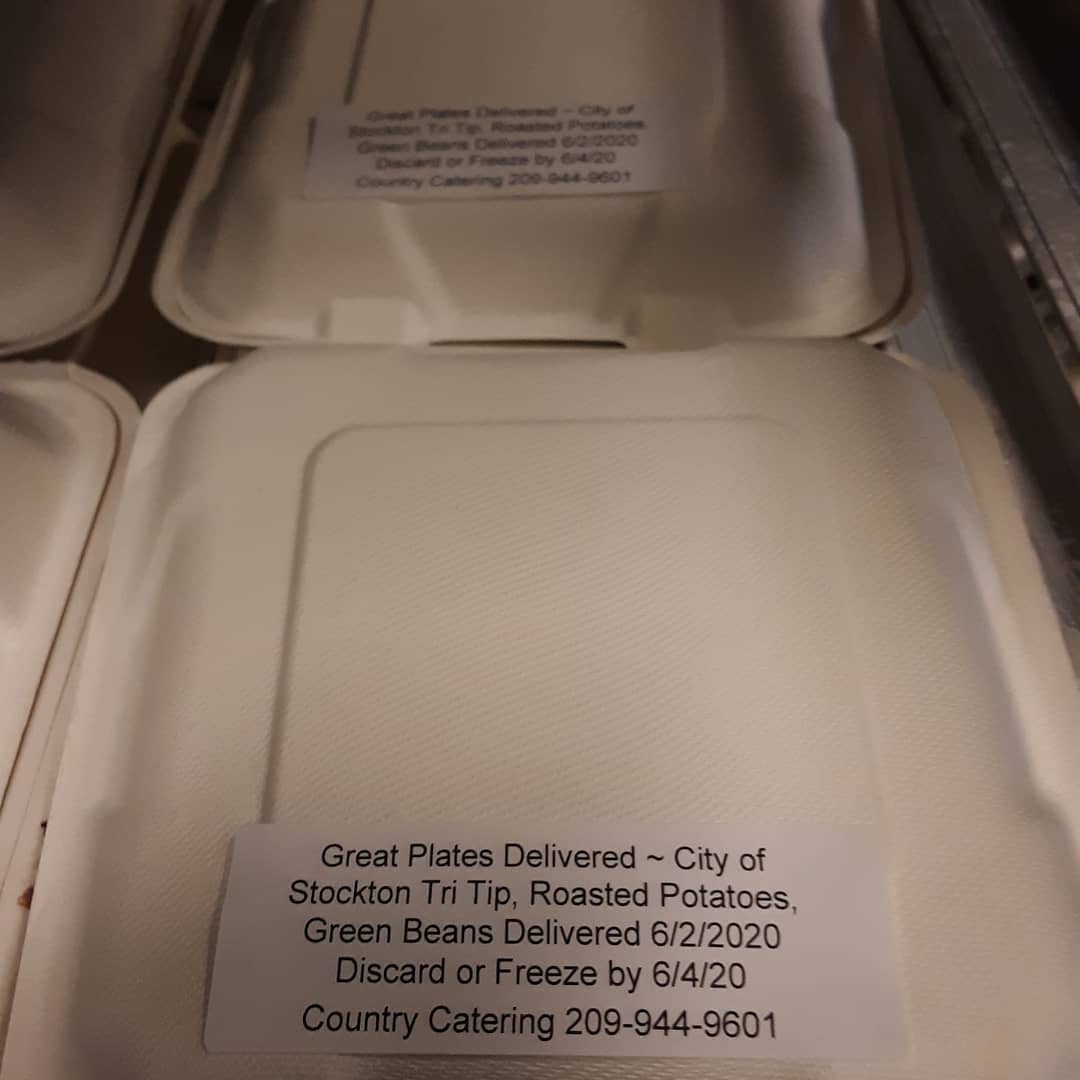 Great Plates Delivered ~ City of
Stockton Tri Tip, Roasted Potatoes,
Green Beans Delivered 6/2/2020
Discard or Freeze by 6/4/20
Country Catering 209-944-9601
Great Plates Delivered ~ City of
Stockton Tri Tip, Roasted Potatoes,
Green Beans Delivered 6/2/2020
Discard or Freeze by 6/4/20
Country Catering 209-944-9601